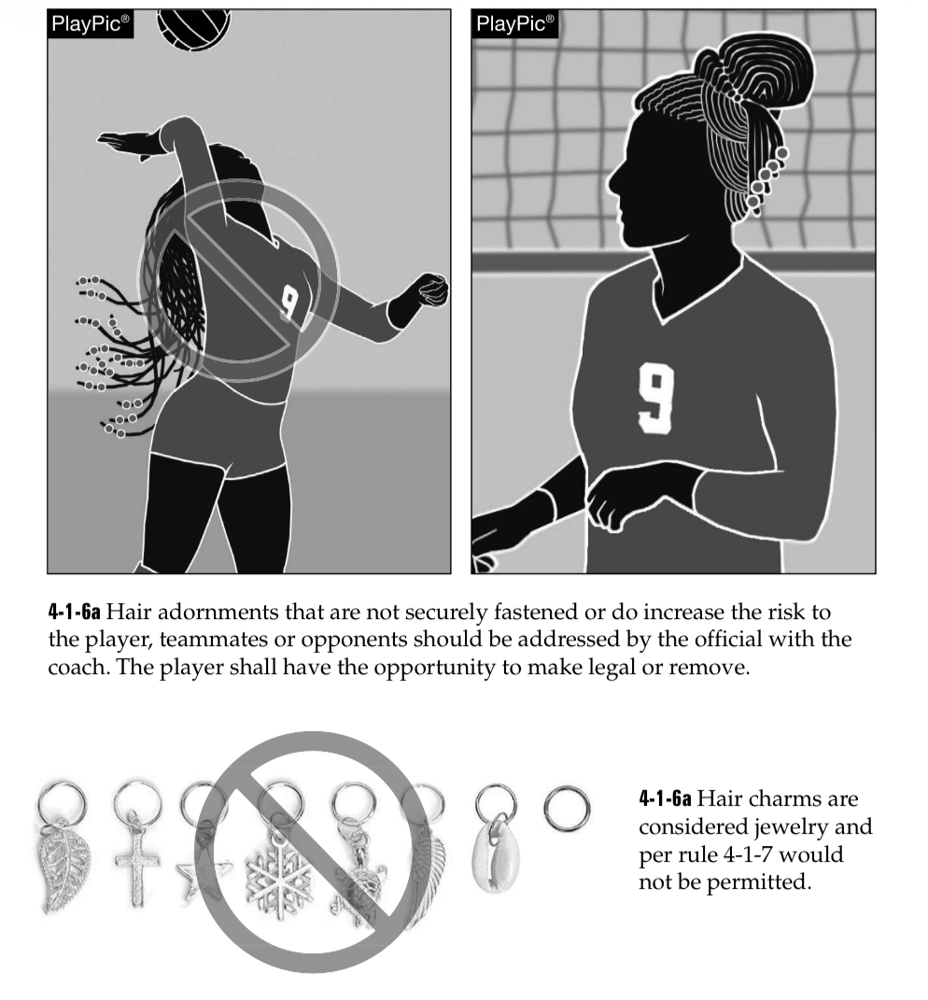 PlayPic®
PlayPic®
9
9
4-1-6a Hair adornments that are not securely fastened or do increase the risk to
the player, teammates or opponents should be addressed by the official with the
coach. The player shall have the opportunity to make legal or remove.
4-1-6a Hair charms are
considered jewelry and
per rule 4-1-7 would
not be permitted.